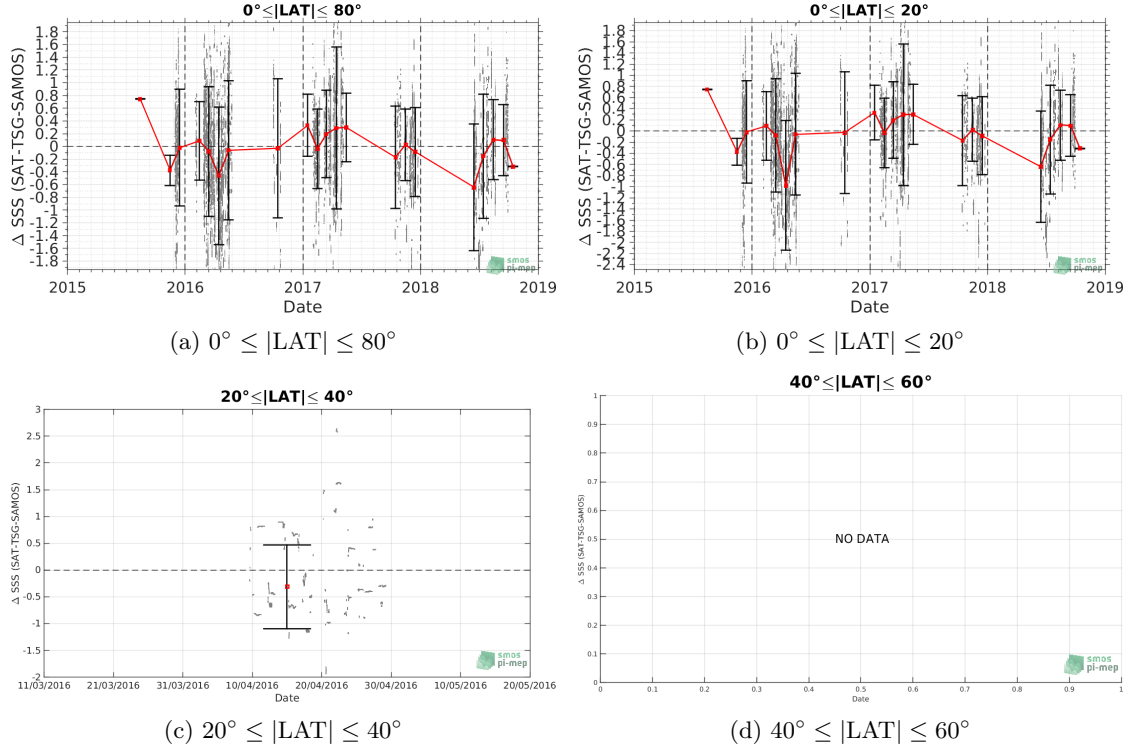 0°≤|LAT|≤ 80°
Δ SSS (SAT-TSG-SAMOS)
1.8
1.6
1.4
1.2
1
0.8
0.6
0.4
0.2
0
-0.2
-0.4
-0.6
-0.8
-1
-1.2
-1.4
-1.6
-1.8
2015 2016 2017 2018 2019
Date
smos
pi-mep
(a) 0° ≤ |LAT| ≤ 80°
0°≤|LAT|≤ 20°
Δ SSS (SAT-TSG-SAMOS)
1.8
1.6
1.4
1.2
1
0.8
0.6
0.4
0.2
0
-0.2
-0.4
-0.6
-0.8
-1
-1.2
-1.4
-1.6
-1.8
-2
-2.2
-2.4
2015 2016 2017 2018 2019
Date
smos
pi-mep
(b) 0° ≤ |LAT| ≤ 20°
20°≤|LAT|≤ 40°
Δ SSS (SAT-TSG-SAMOS)
3
2.5
2
1.5
1
0.5
0
-0.5
-1
-1.5
-2
11/03/2016 21/03/2016 31/03/2016 10/04/2016 20/04/2016 30/04/2016 10/05/2016 20/05/2016
Date
smos
pi-mep
(c) 20° ≤ |LAT| ≤ 40°
40°≤|LAT|≤ 60°
Δ SSS (SAT-TSG-SAMOS)
1
0.9
0.8
0.7
0.6
0.5
0.4
0.3
0.2
0.1
0
NO DATA
0 0.1 0.2 0.3 0.4 0.5 0.6 0.7 0.8 0.9 1
Date
smos
pi-mep
(d) 40° ≤ |LAT| ≤ 60°